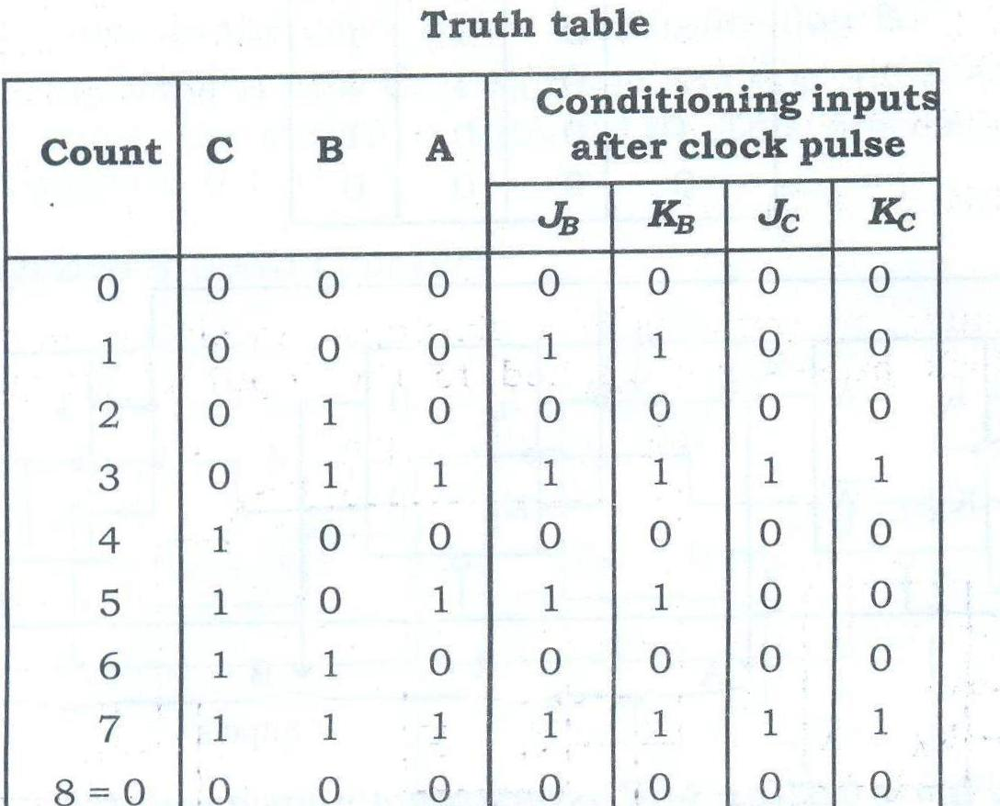 Truth table
Count C B A Conditioning inputs after clock pulse
J_B K_B J_C K_C
0 0 0 0 0 0 0 0
1 0 0 0 1 1 0 0
2 0 1 0 0 0 0 0
3 0 1 1 1 1 1 1
4 1 0 0 0 0 0 0
5 1 0 1 1 1 0 0
6 1 1 0 0 0 0 0
7 1 1 1 1 1 1 1
8 = 0 0 0 0 0 0 0 0